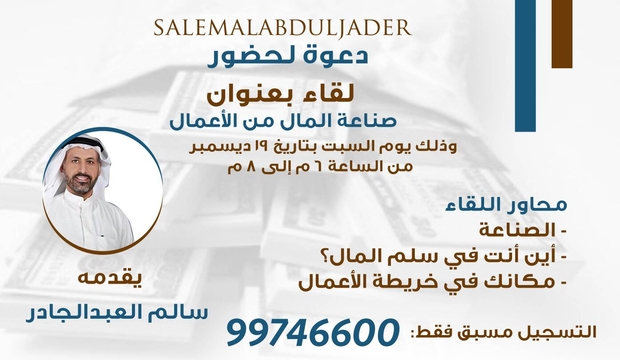 SALEMALABDULJADER
دعوة لحضور
لقاء بعنوان
صناعة المال من الأعمال
وذلك يوم السبت بتاريخ ١٩ ديسمبر
من الساعة ٦ م إلى ٨ م
محاور اللقاء
- الصناعة
- أين أنت في سلم المال؟
- مكانك في خريطة الأعمال
يقدمه
سالم العبدالجادر
التسجيل مسبق فقط: 99746600